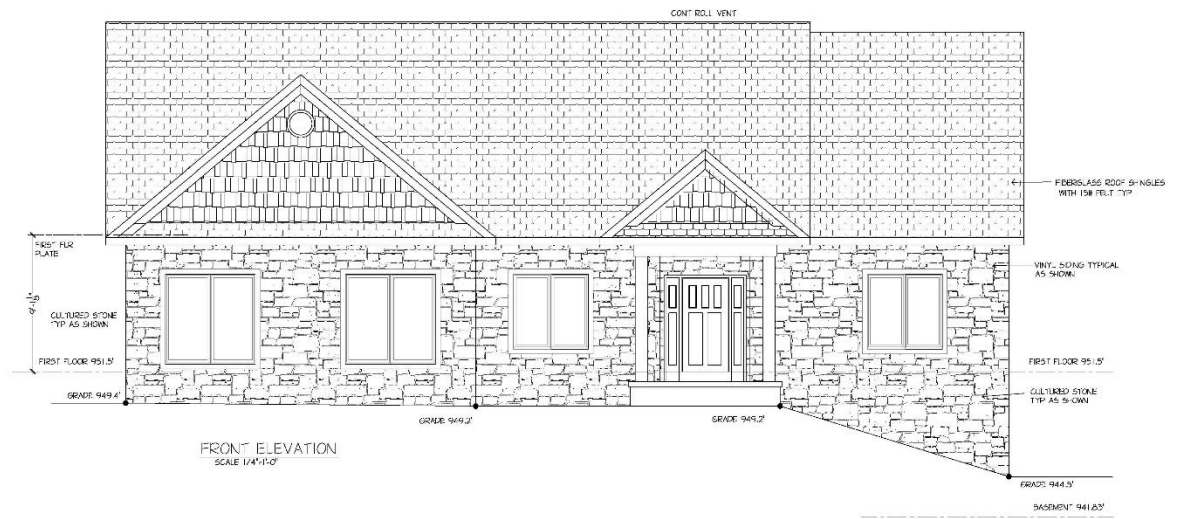 CONT ROLL VENT
FIBERGLASS ROOF SHINGLES
WITH 15# FELT TYP
FIRST FLR
PLATE
VINYL SIDING TYPICAL
AS SHOWN
CULTURED STONE
TYP AS SHOWN
FIRST FLOOR 951.5'
FIRST FLOOR 951.5'
GRADE 949.4'
CULTURED STONE
TYP AS SHOWN
GRADE 949.2'
GRADE 949.2'
FRONT ELEVATION
SCALE 1/4"=1'-0"
GRADE 944.5'
BASEMENT 941.83'